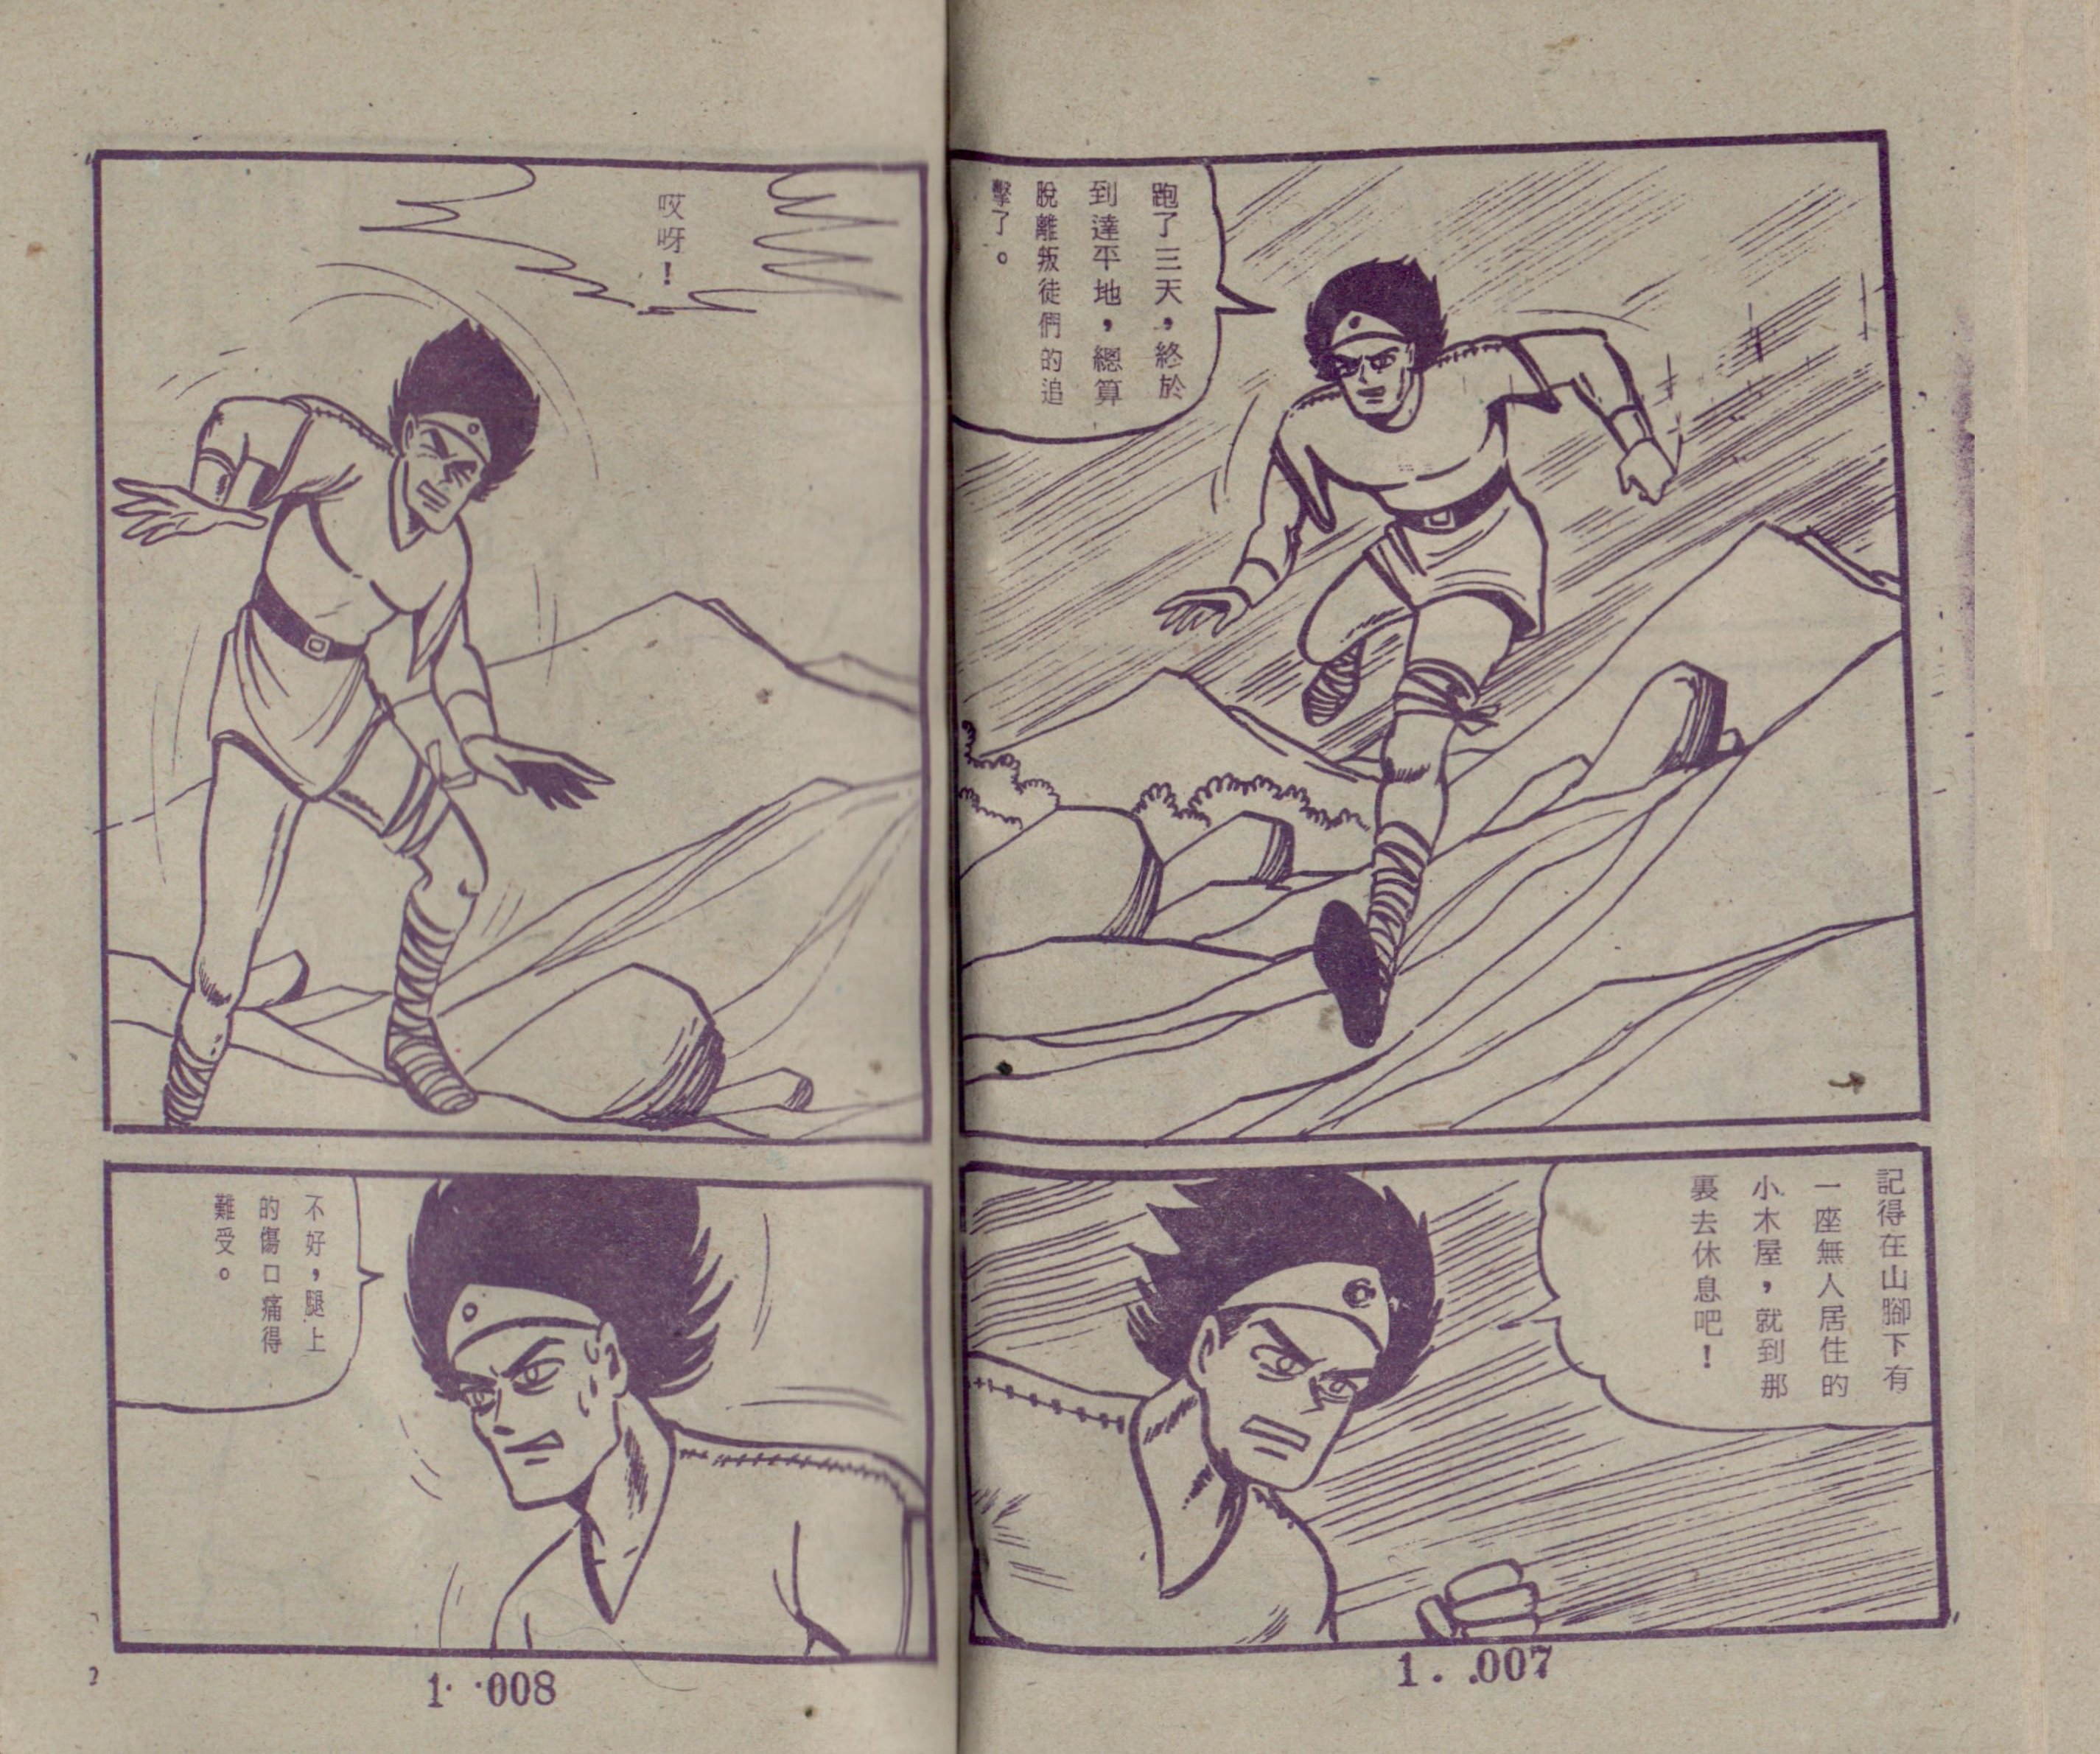 跑了三天，終於
到達平地，總算
脫離叛徒們的追
擊了。
記得在山腳下有
一座無人居住的
小木屋，就到那
裏去休息吧！
1..007
哎呀！
不好，腿上
的傷口痛得
難受。
1··008
2